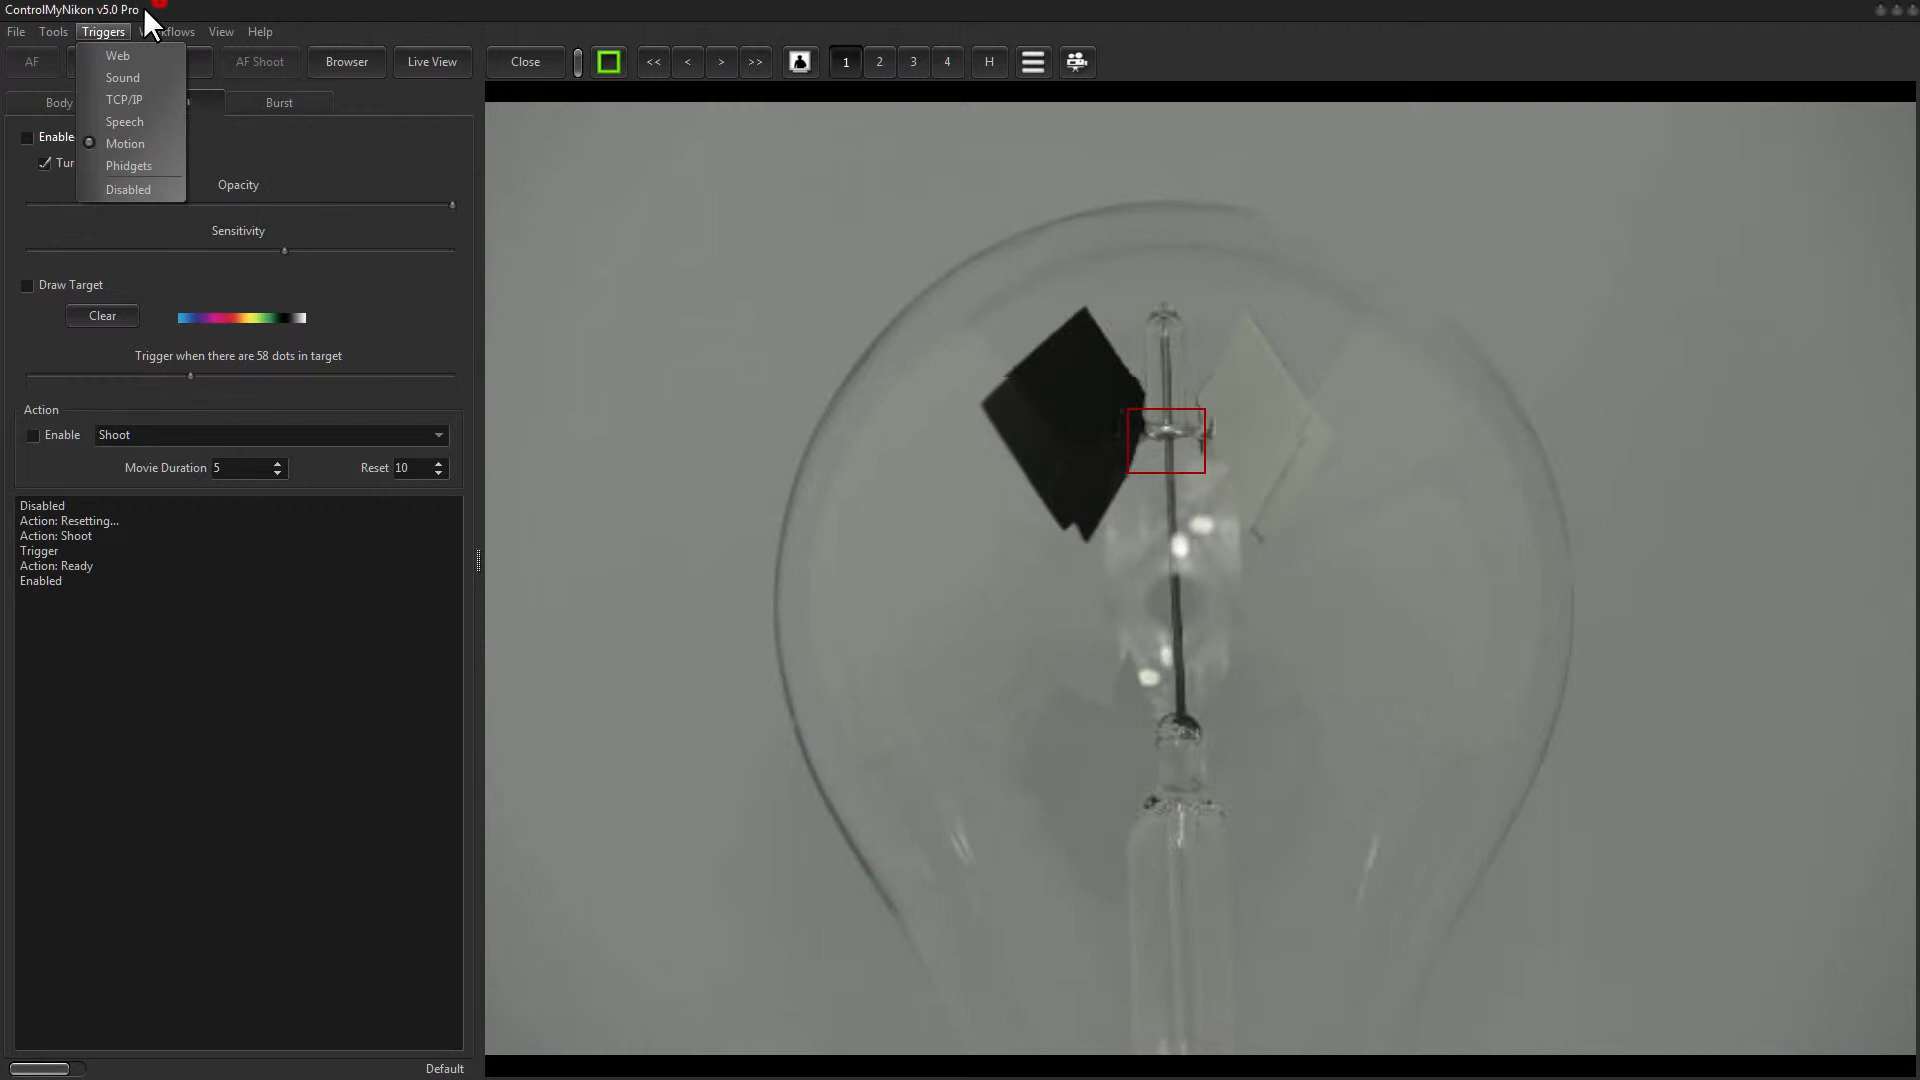 ControlMyNikon v5.0 Pro
File Tools Triggers kflows View Help
AF AF Shoot Browser Live View Close << < > >> 1 2 3 4 H
Web
Sound
TCP/IP
Speech
Motion
Phidgets
Disabled
Body Burst
Enable
Tur
Opacity
Sensitivity
Draw Target
Clear
Trigger when there are 58 dots in target
Action
Enable Shoot
Movie Duration 5 Reset 10
Disabled
Action: Resetting...
Action: Shoot
Trigger
Action: Ready
Enabled
Default